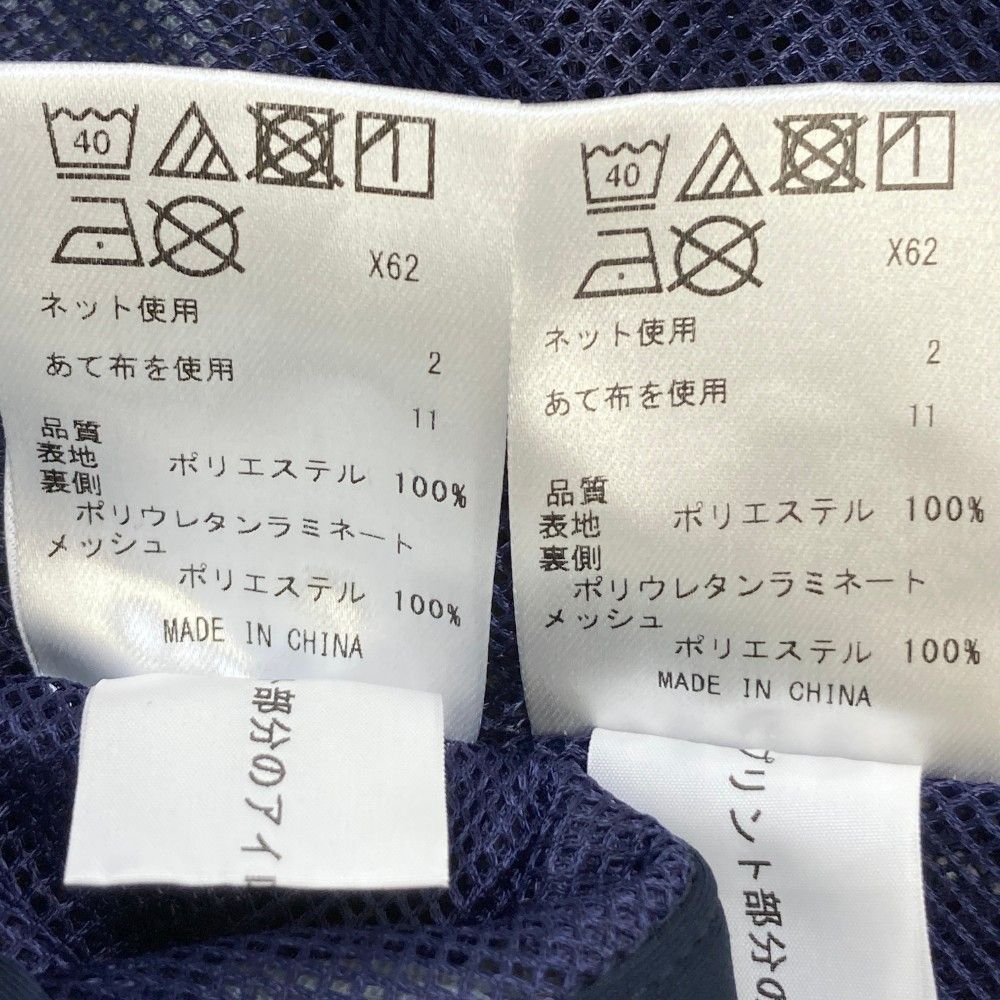 40
X62
ネット使用
あて布を使用 2
11
品質
表地 ポリエステル 100%
裏側
ポリウレタンラミネート
メッシュ
ポリエステル 100%
MADE IN CHINA
部分のアイ
40
X62
ネット使用
あて布を使用 2
11
品質
表地 ポリエステル 100%
裏側
ポリウレタンラミネート
メッシュ
ポリエステル 100%
MADE IN CHINA
プリント部分の